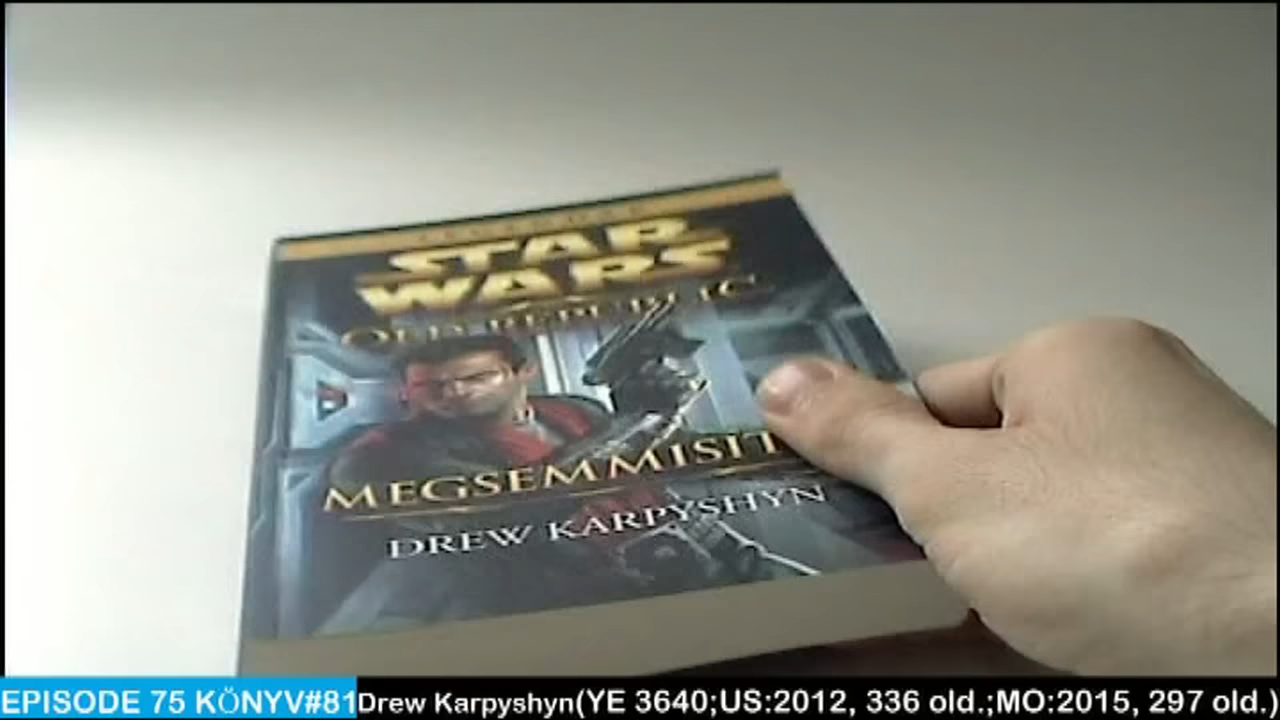 STAR
WARS
OLD REPUBLIC
MEGSEMMISÍT
DREW KARPYSHYN
EPISODE 75 KÖNYV#81 Drew Karpyshyn(YE 3640;US:2012, 336 old.;MO:2015, 297 old.)